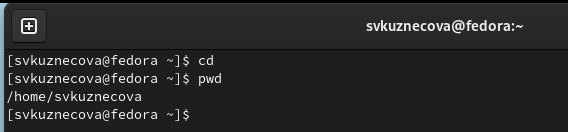 svkuznecova@fedora:~
[svkuznecova@fedora ~]$ cd
[svkuznecova@fedora ~]$ pwd
/home/svkuznecova
[svkuznecova@fedora ~]$